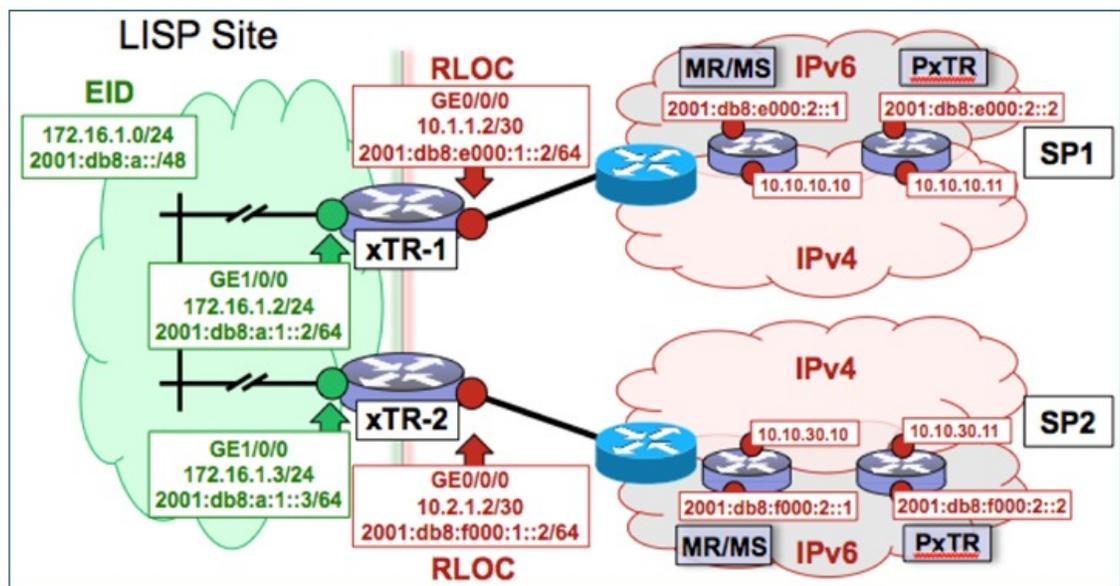 LISP Site
EID
172.16.1.0/24
2001:db8:a::/48
RLOC
GE0/0/0
10.1.1.2/30
2001:db8:e000:1::2/64
MR/MS
IPv6
PxTR
2001:db8:e000:2::1
2001:db8:e000:2::2
SP1
10.10.10.10
10.10.10.11
IPv4
xTR-1
GE1/0/0
172.16.1.2/24
2001:db8:a:1::2/64
xTR-2
GE1/0/0
172.16.1.3/24
2001:db8:a:1::3/64
GE0/0/0
10.2.1.2/30
2001:db8:f000:1::2/64
RLOC
IPv4
SP2
10.10.30.10
10.10.30.11
2001:db8:f000:2::1
2001:db8:f000:2::2
MR/MS
IPv6
PxTR